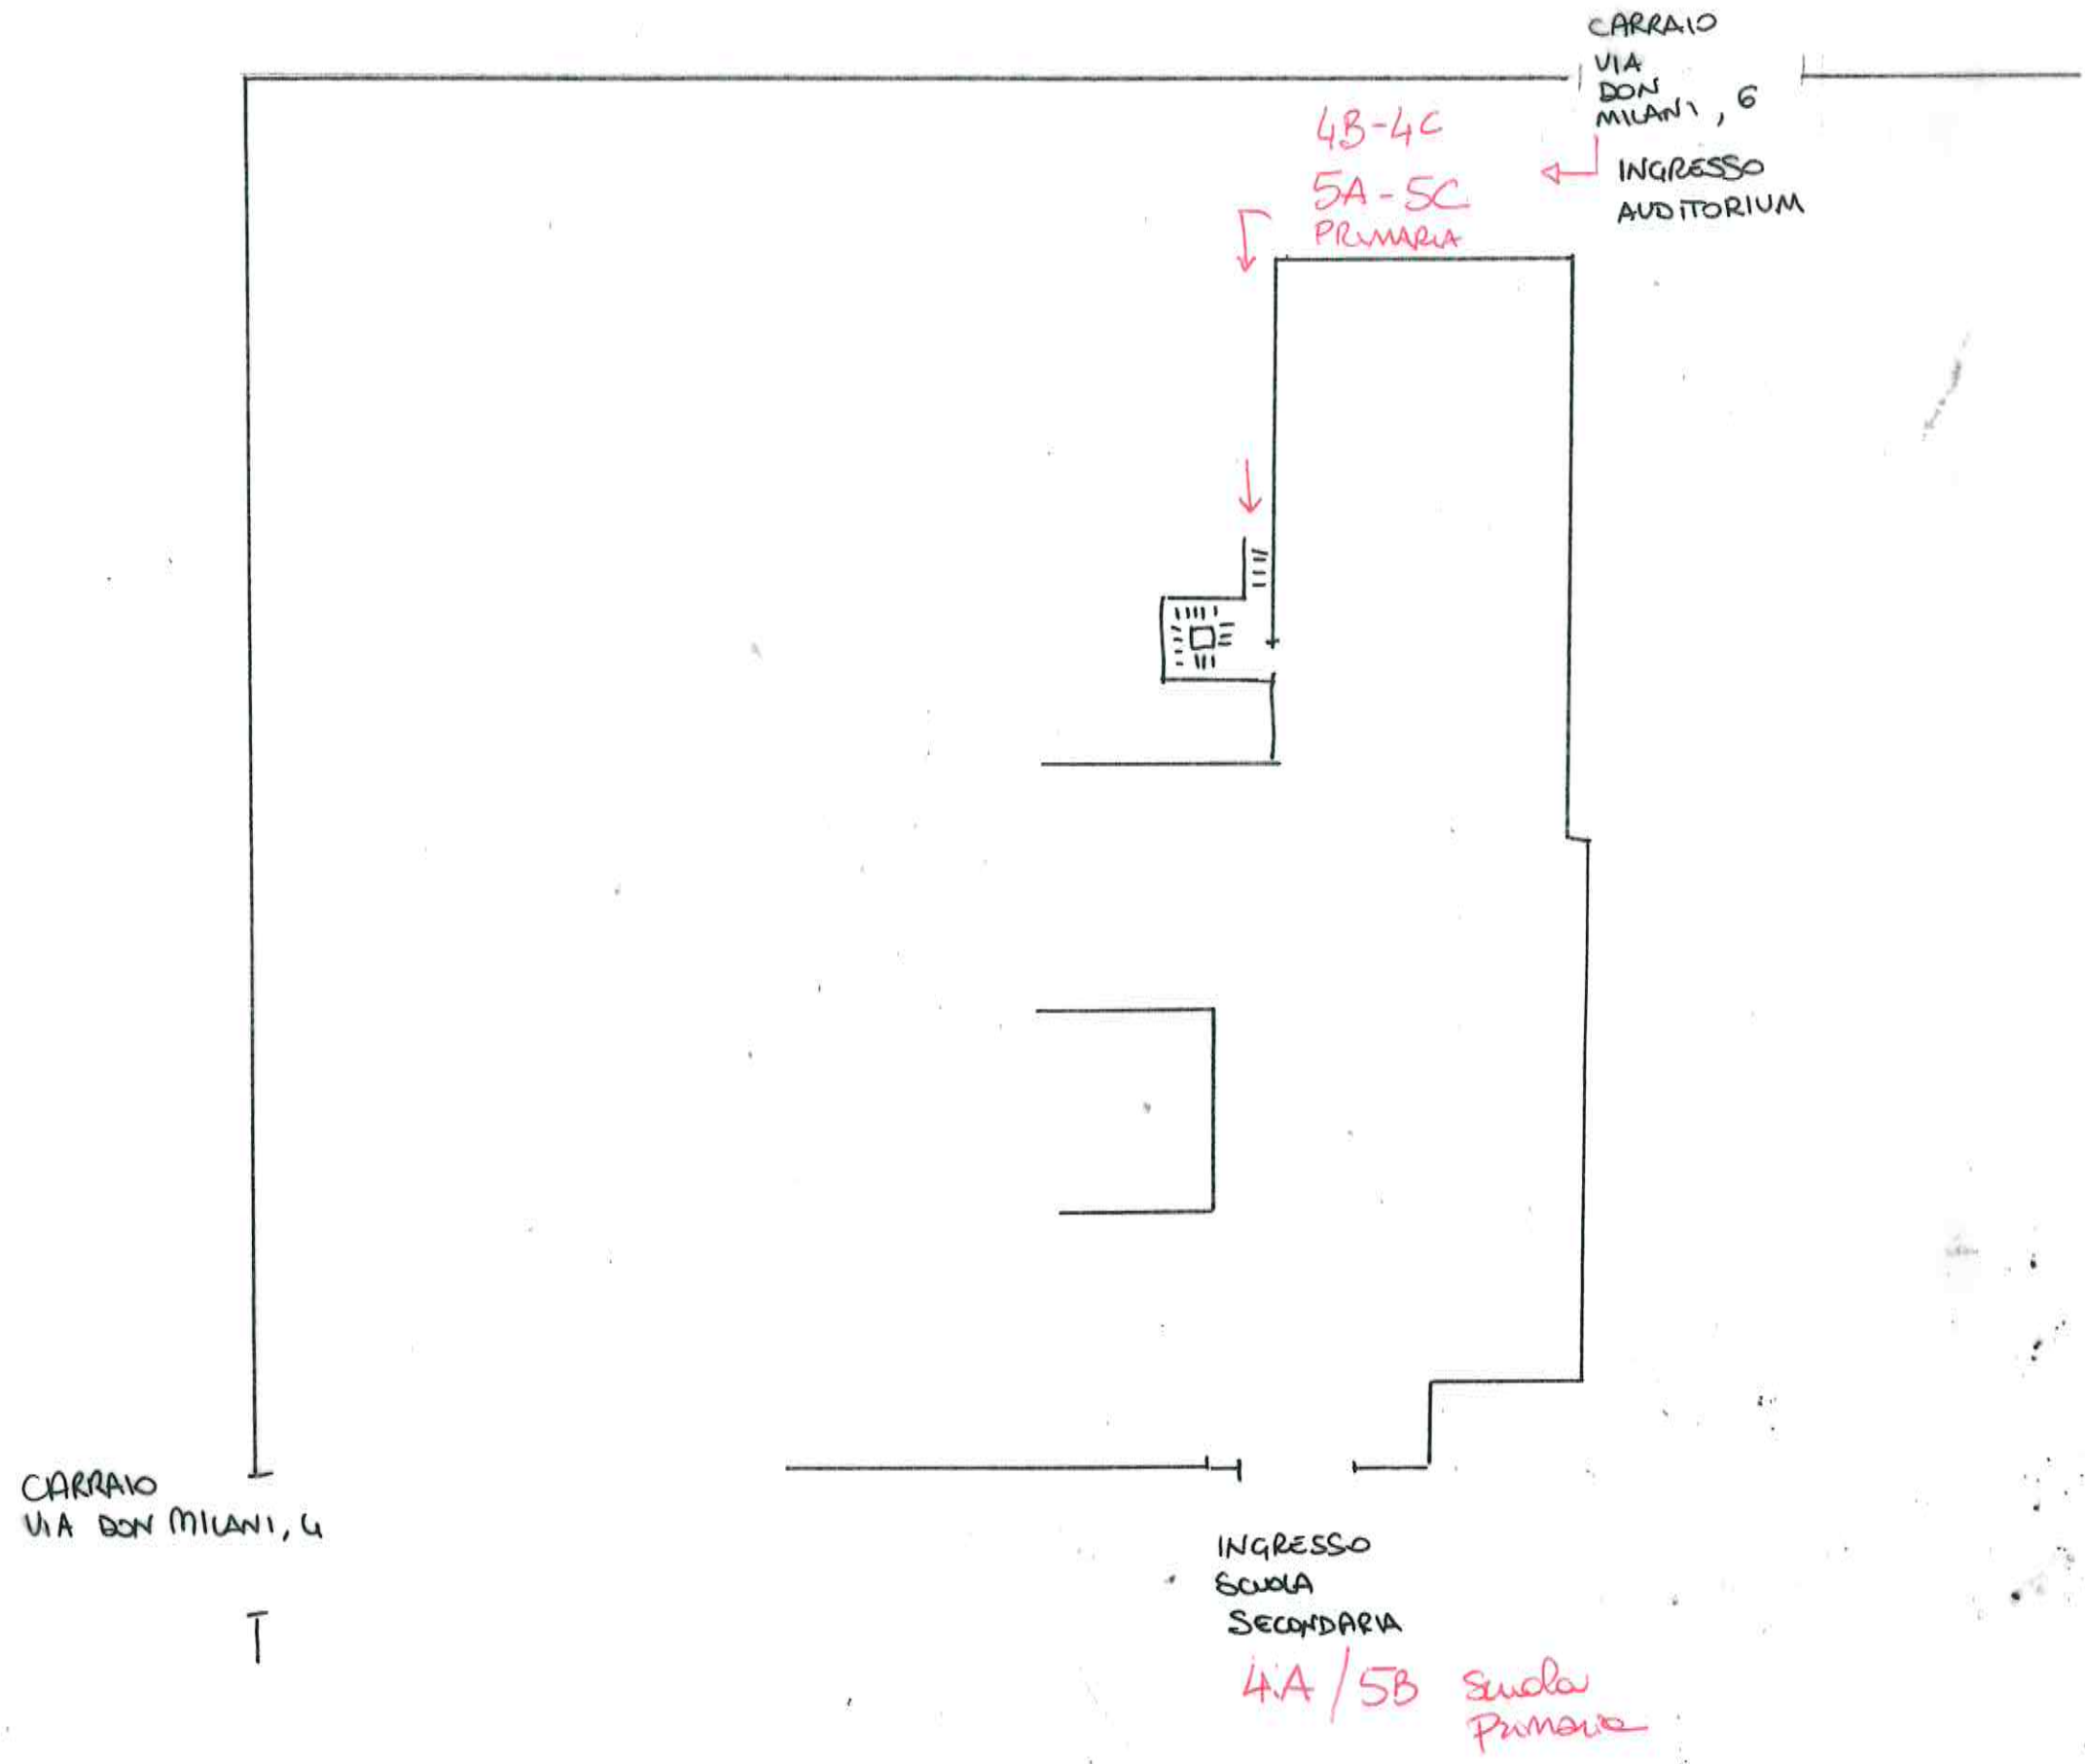 CARRAIO
VIA
DON
MILANI, 6
INGRESSO
AUDITORIUM
4B-4C
5A-5C
PRIMARIA
CARRAIO
VIA DON MILANI, 4
INGRESSO
SCUOLA
SECONDARIA
4.A/5B Scuola
Primaria